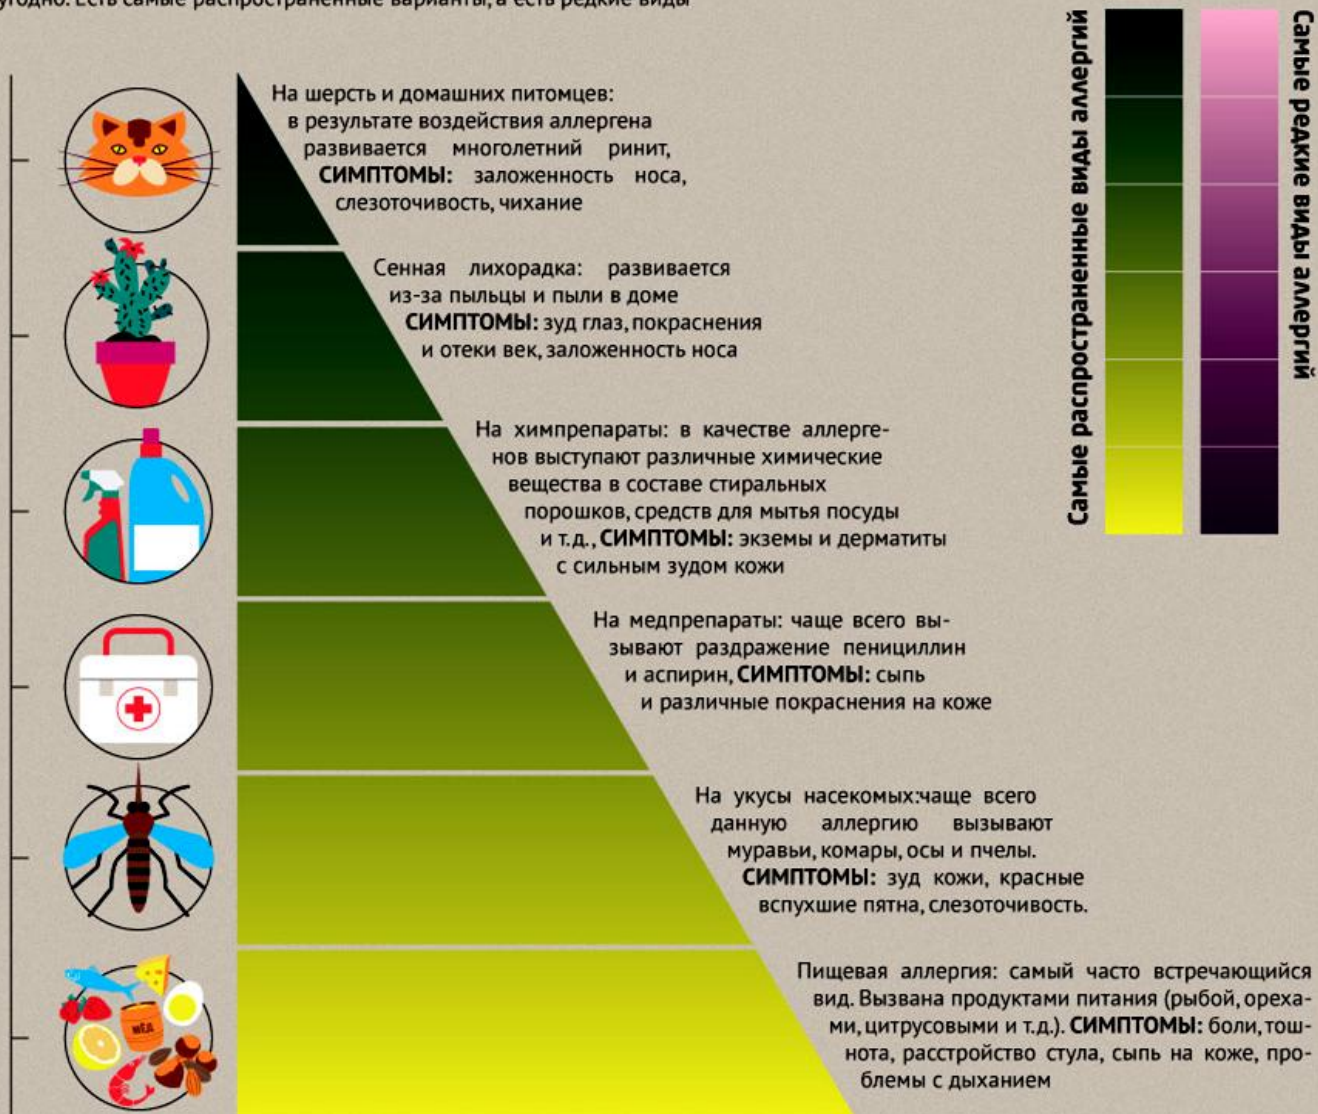 угодно. Есть самые распространенные варианты, а есть редкие виды
На шерсть и домашних питомцев:
в результате воздействия аллергена
развивается многолетний ринит,
СИМПТОМЫ: заложенность носа,
слезоточивость, чихание
Сенная лихорадка: развивается
из-за пыльцы и пыли в доме
СИМПТОМЫ: зуд глаз, покраснения
и отеки век, заложенность носа
На химпрепараты: в качестве аллерге-
нов выступают различные химические
вещества в составе стиральных
порошков, средств для мытья посуды
и т.д., СИМПТОМЫ: экземы и дерматиты
с сильным зудом кожи
На медпрепараты: чаще всего вы-
зывают раздражение пенициллин
и аспирин, СИМПТОМЫ: сыпь
и различные покраснения на коже
На укусы насекомых:чаще всего
данную аллергию вызывают
муравьи, комары, осы и пчелы.
СИМПТОМЫ: зуд кожи, красные
вспухшие пятна, слезоточивость.
МЁД
Пищевая аллергия: самый часто встречающийся
вид. Вызвана продуктами питания (рыбой, ореха-
ми, цитрусовыми и т.д.). СИМПТОМЫ: боли, тош-
нота, расстройство стула, сыпь на коже, про-
блемы с дыханием
Самые распространенные виды аллергий
Самые редкие виды аллергий